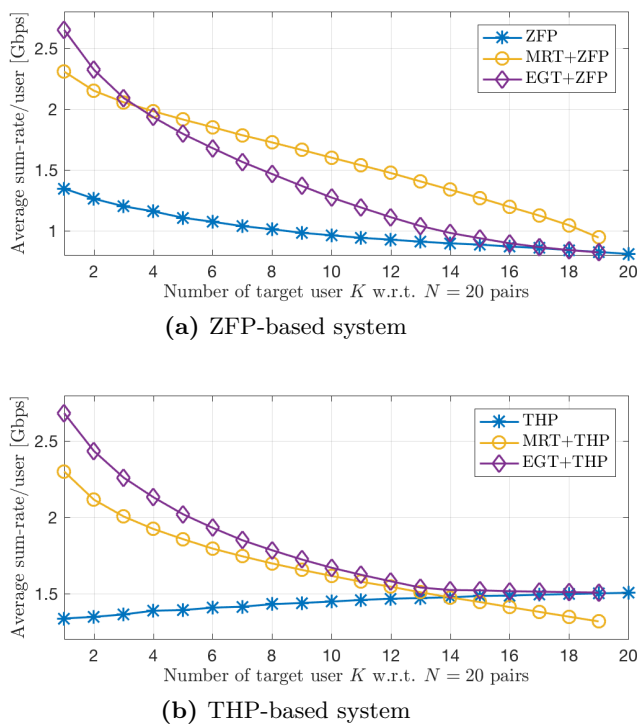 Average sum-rate/user [Gbps]
2.5
2
1.5
1
ZFP
MRT+ZFP
EGT+ZFP
2 4 6 8 10 12 14 16 18 20
Number of target user K w.r.t. N = 20 pairs
(a) ZFP-based system
Average sum-rate/user [Gbps]
2.5
2
1.5
THP
MRT+THP
EGT+THP
2 4 6 8 10 12 14 16 18 20
Number of target user K w.r.t. N = 20 pairs
(b) THP-based system